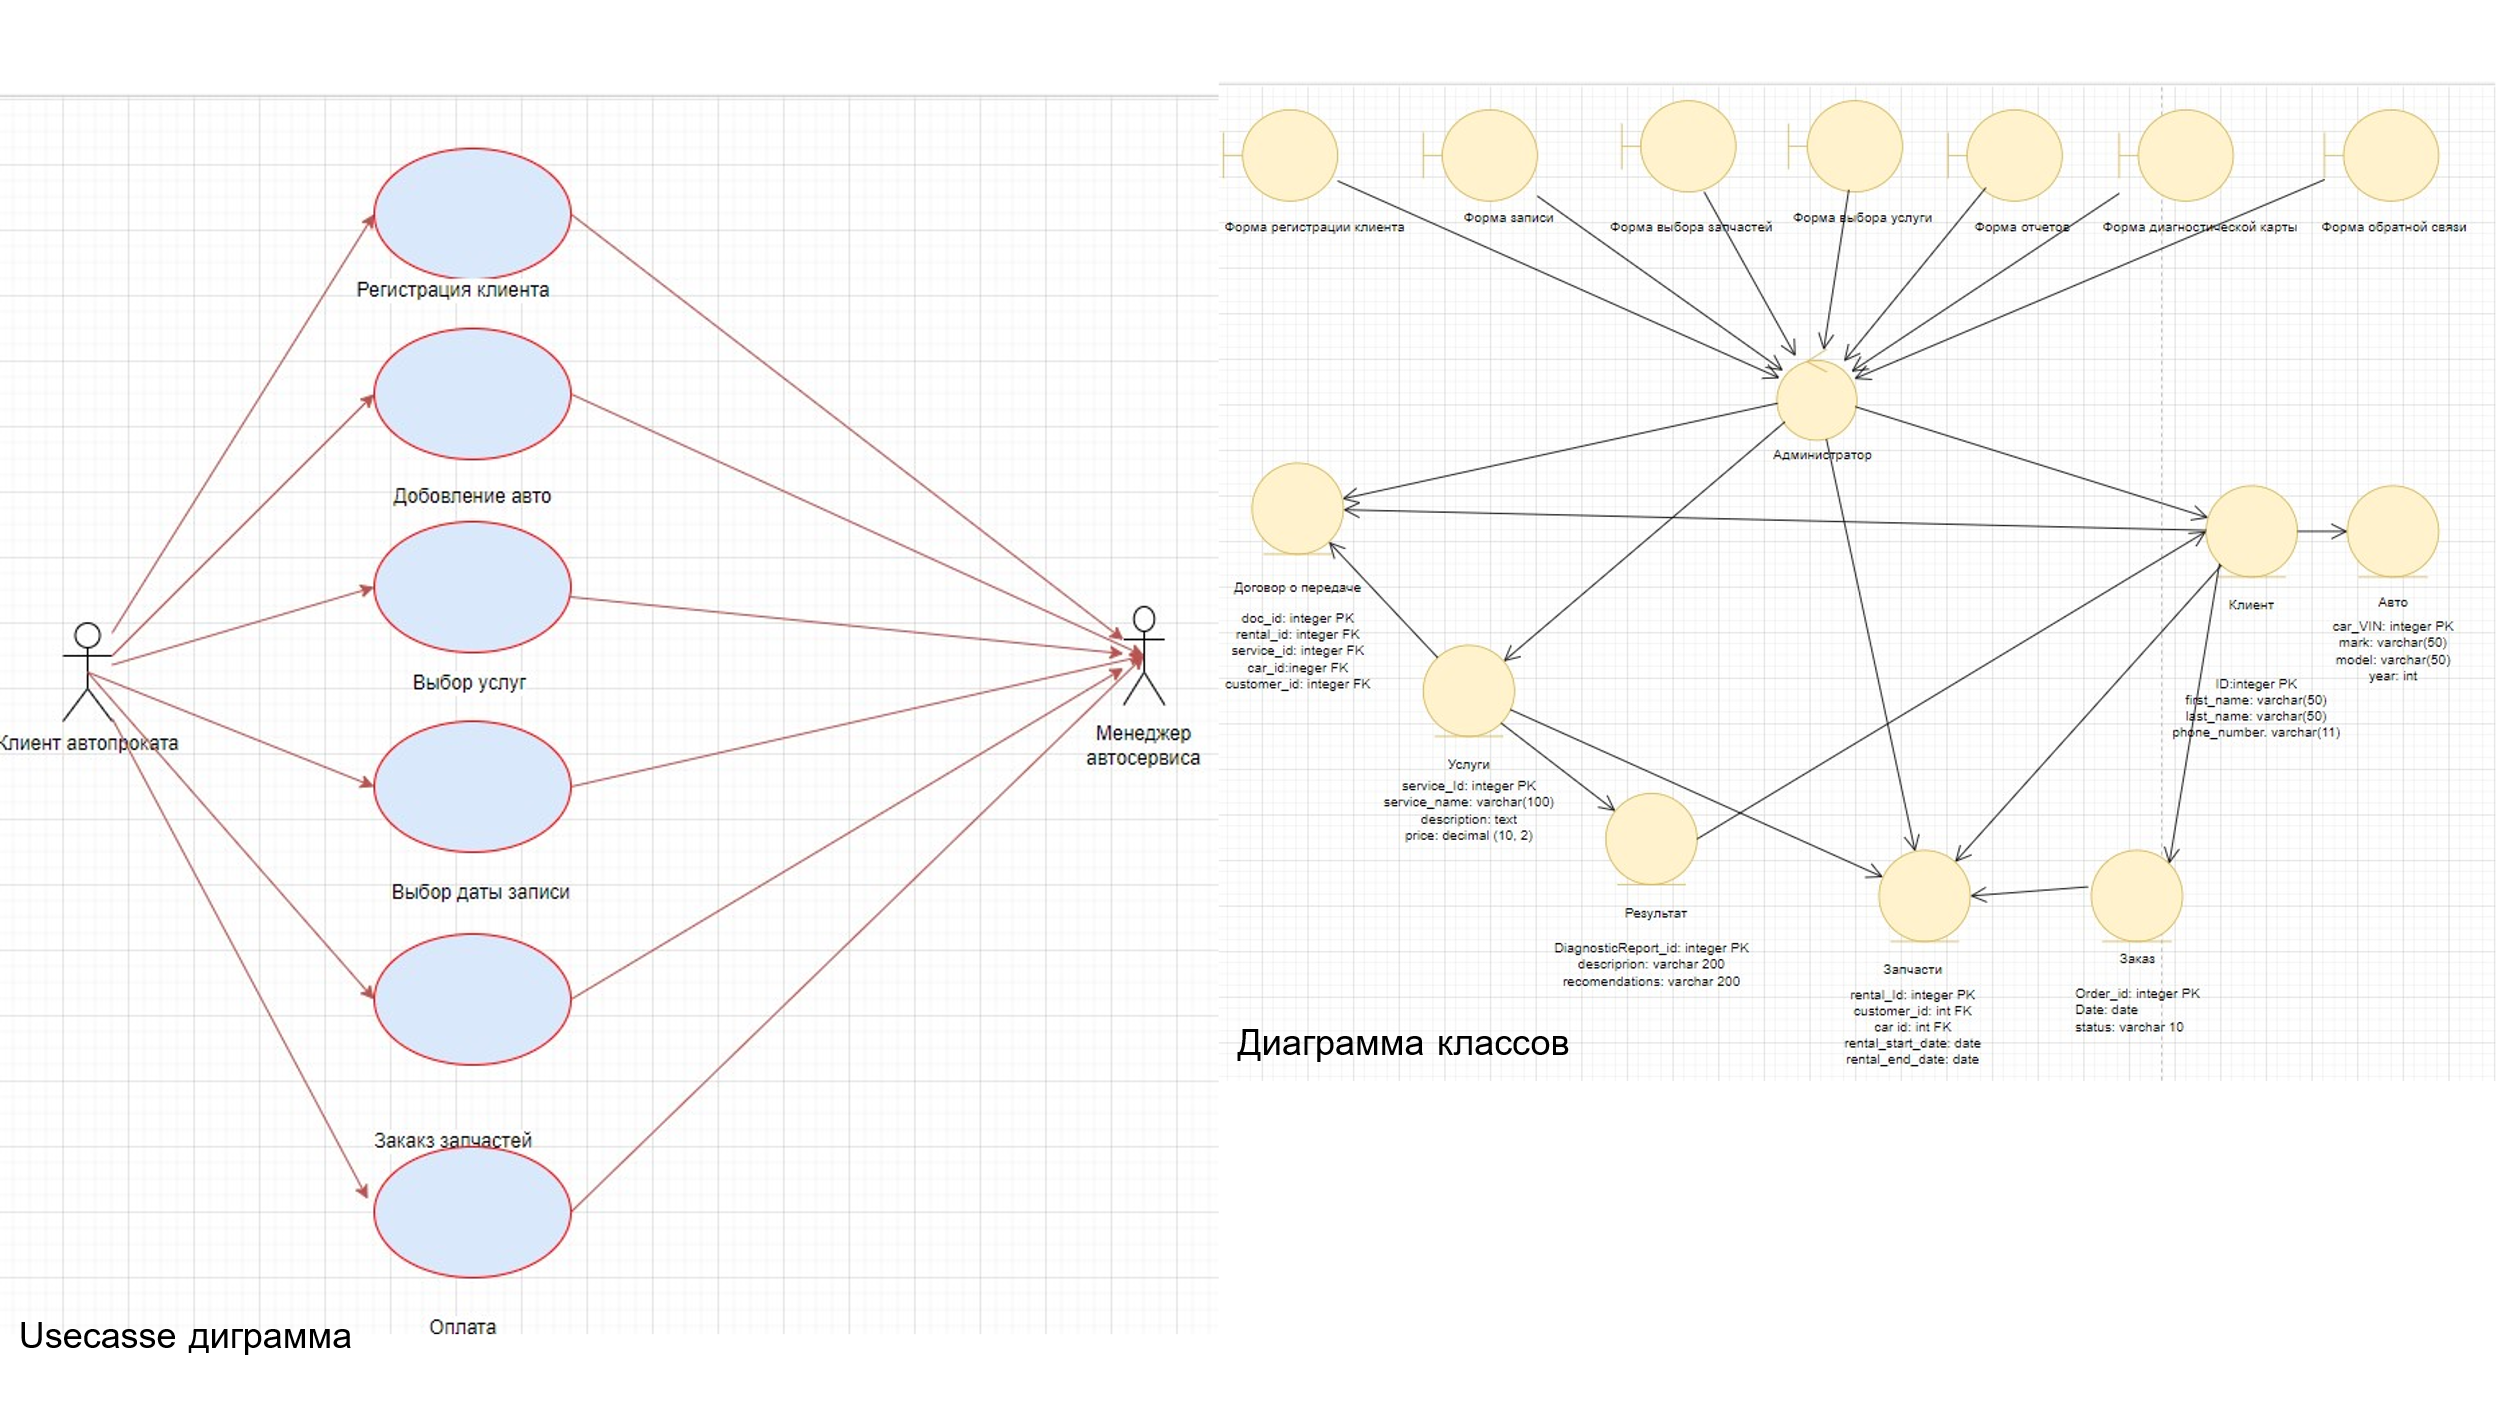 Регистрация клиента
Добовление авто
Выбор услуг
Клиент автопроката
Менеджер
автосервиса
Выбор даты записи
Закакз запчастей
Оплата
Usecasse диграмма
Форма регистрации клиента
Форма записи
Форма выбора запчастей
Форма выбора услуги
Форма отчетов
Форма диагностической карты
Форма обратной связи
Администратор
Договор о передаче
doc_id: integer PK
rental_id: integer FK
service_id: integer FK
car_id:ineger FK
customer_id: integer FK
Клиент
ID:integer PK
first_name: varchar(50)
last_name: varchar(50)
phone_number. varchar(11)
Авто
car_VIN: integer PK
mark: varchar(50)
model: varchar(50)
year: int
Услуги
service_Id: integer PK
service_name: varchar(100)
description: text
price: decimal (10, 2)
Результат
DiagnosticReport_id: integer PK
descriprion: varchar 200
recomendations: varchar 200
Запчасти
rental_Id: integer PK
customer_id: int FK
car id: int FK
rental_start_date: date
rental_end_date: date
Заказ
Order_id: integer PK
Date: date
status: varchar 10
Диаграмма классов